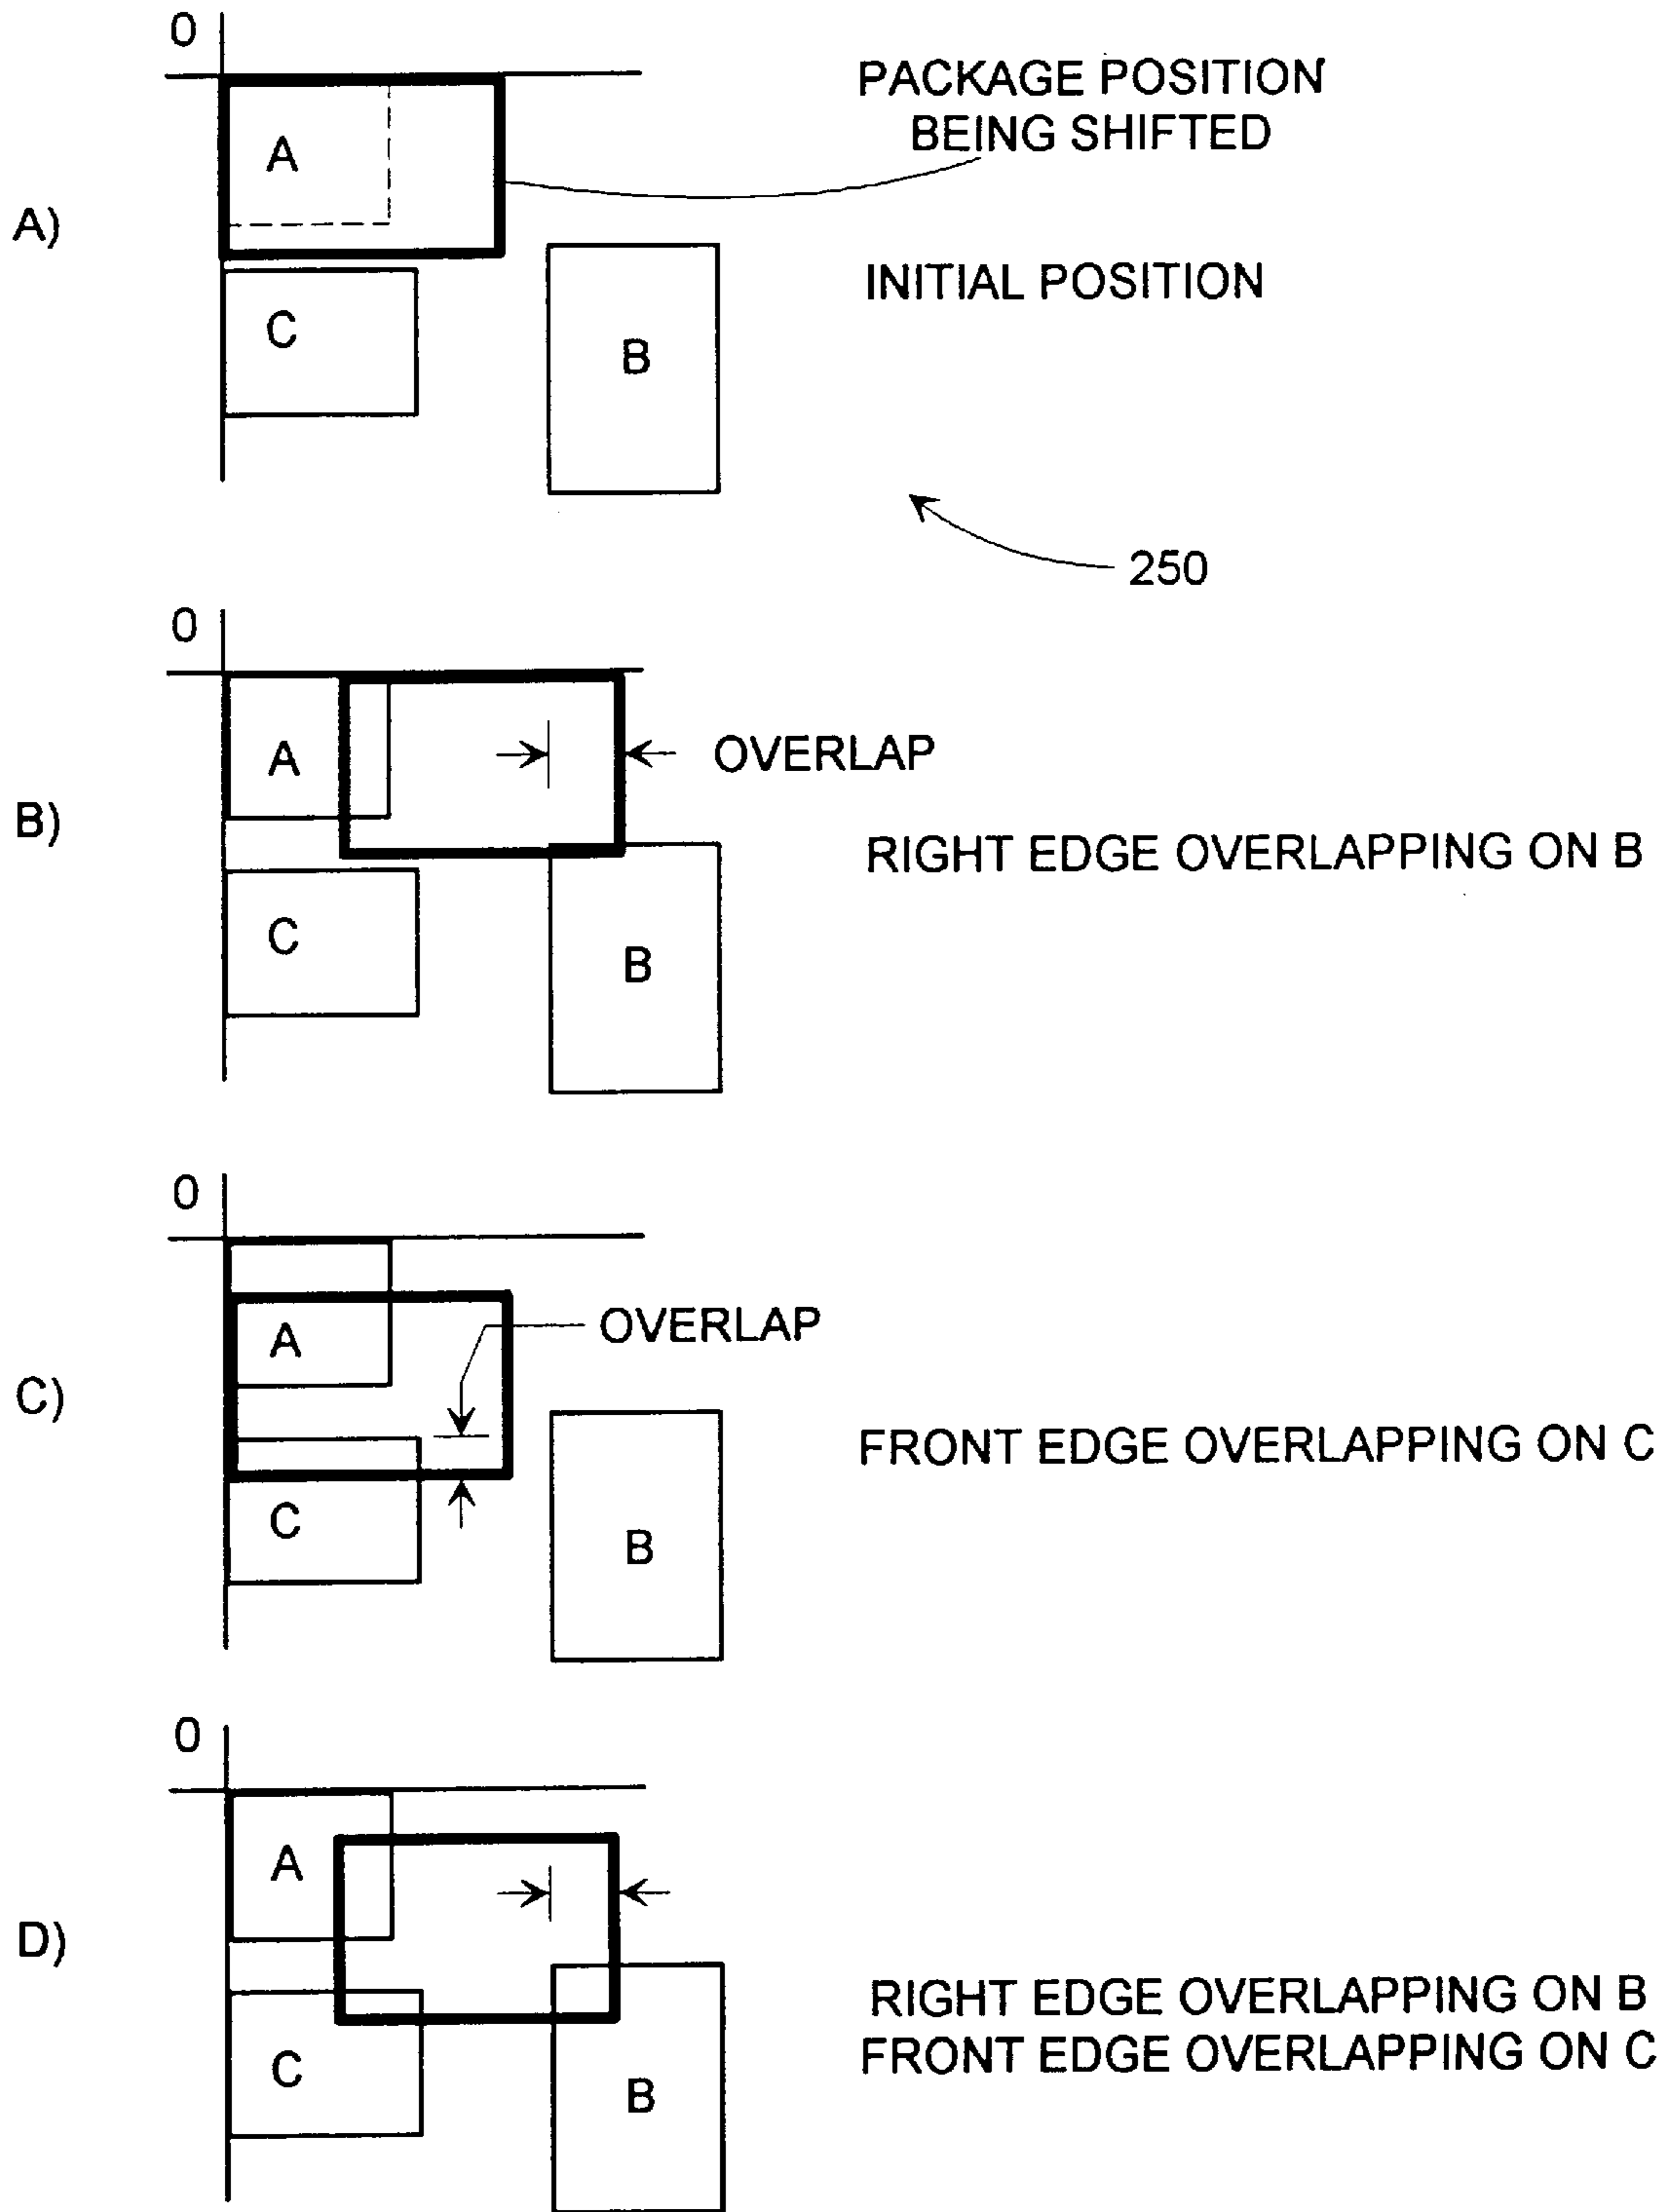 0
PACKAGE POSITION
BEING SHIFTED
A
A)
INITIAL POSITION
C
B
250
0
OVERLAP
A
B)
RIGHT EDGE OVERLAPPING ON B
C
B
0
OVERLAP
A
C)
FRONT EDGE OVERLAPPING ON C
C
B
0
A
D)
RIGHT EDGE OVERLAPPING ON B
FRONT EDGE OVERLAPPING ON C
C
B